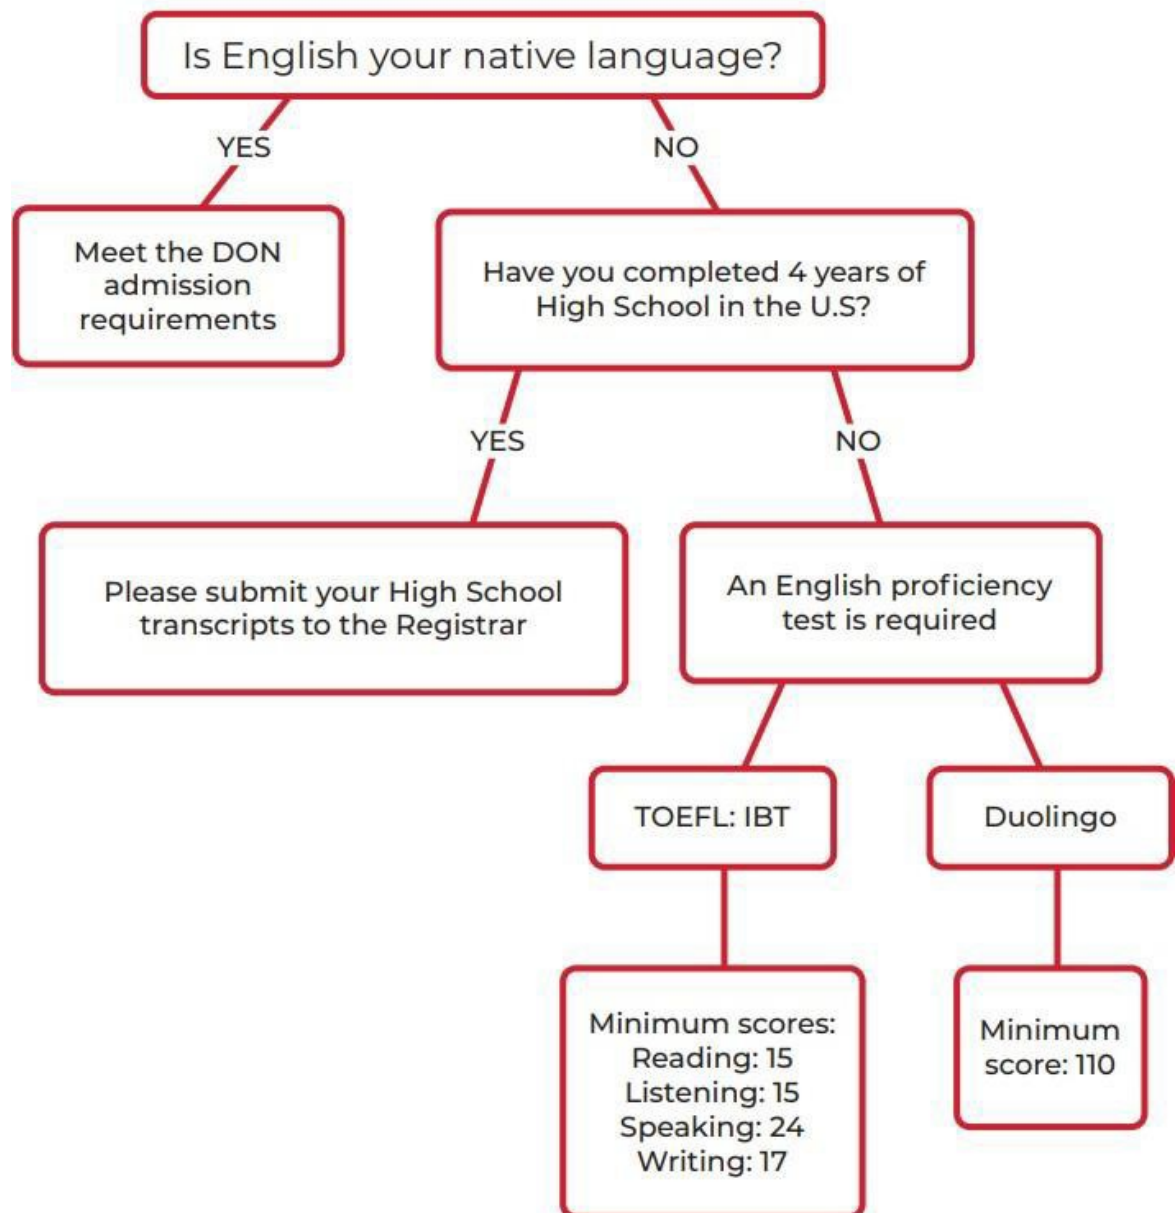 Is English your native language?
YES
NO
Meet the DON
admission
requirements
Have you completed 4 years of
High School in the U.S?
YES
NO
Please submit your High School
transcripts to the Registrar
An English proficiency
test is required
TOEFL: IBT
Duolingo
Minimum scores:
Reading: 15
Listening: 15
Speaking: 24
Writing: 17
Minimum
score: 110